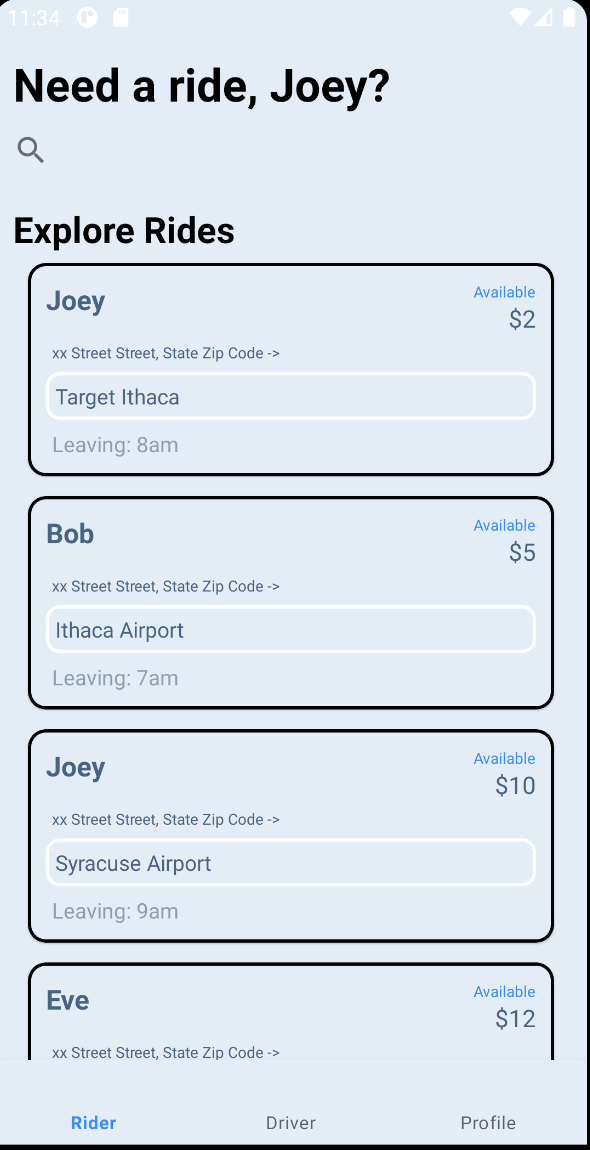 11:34
Need a ride, Joey?
Explore Rides
Joey
Available
$2
xx Street Street, State Zip Code ->
Target Ithaca
Leaving: 8am
Bob
Available
$5
xx Street Street, State Zip Code ->
Ithaca Airport
Leaving: 7am
Joey
Available
$10
xx Street Street, State Zip Code ->
Syracuse Airport
Leaving: 9am
Eve
Available
$12
xx Street Street, State Zip Code ->
Rider Driver Profile